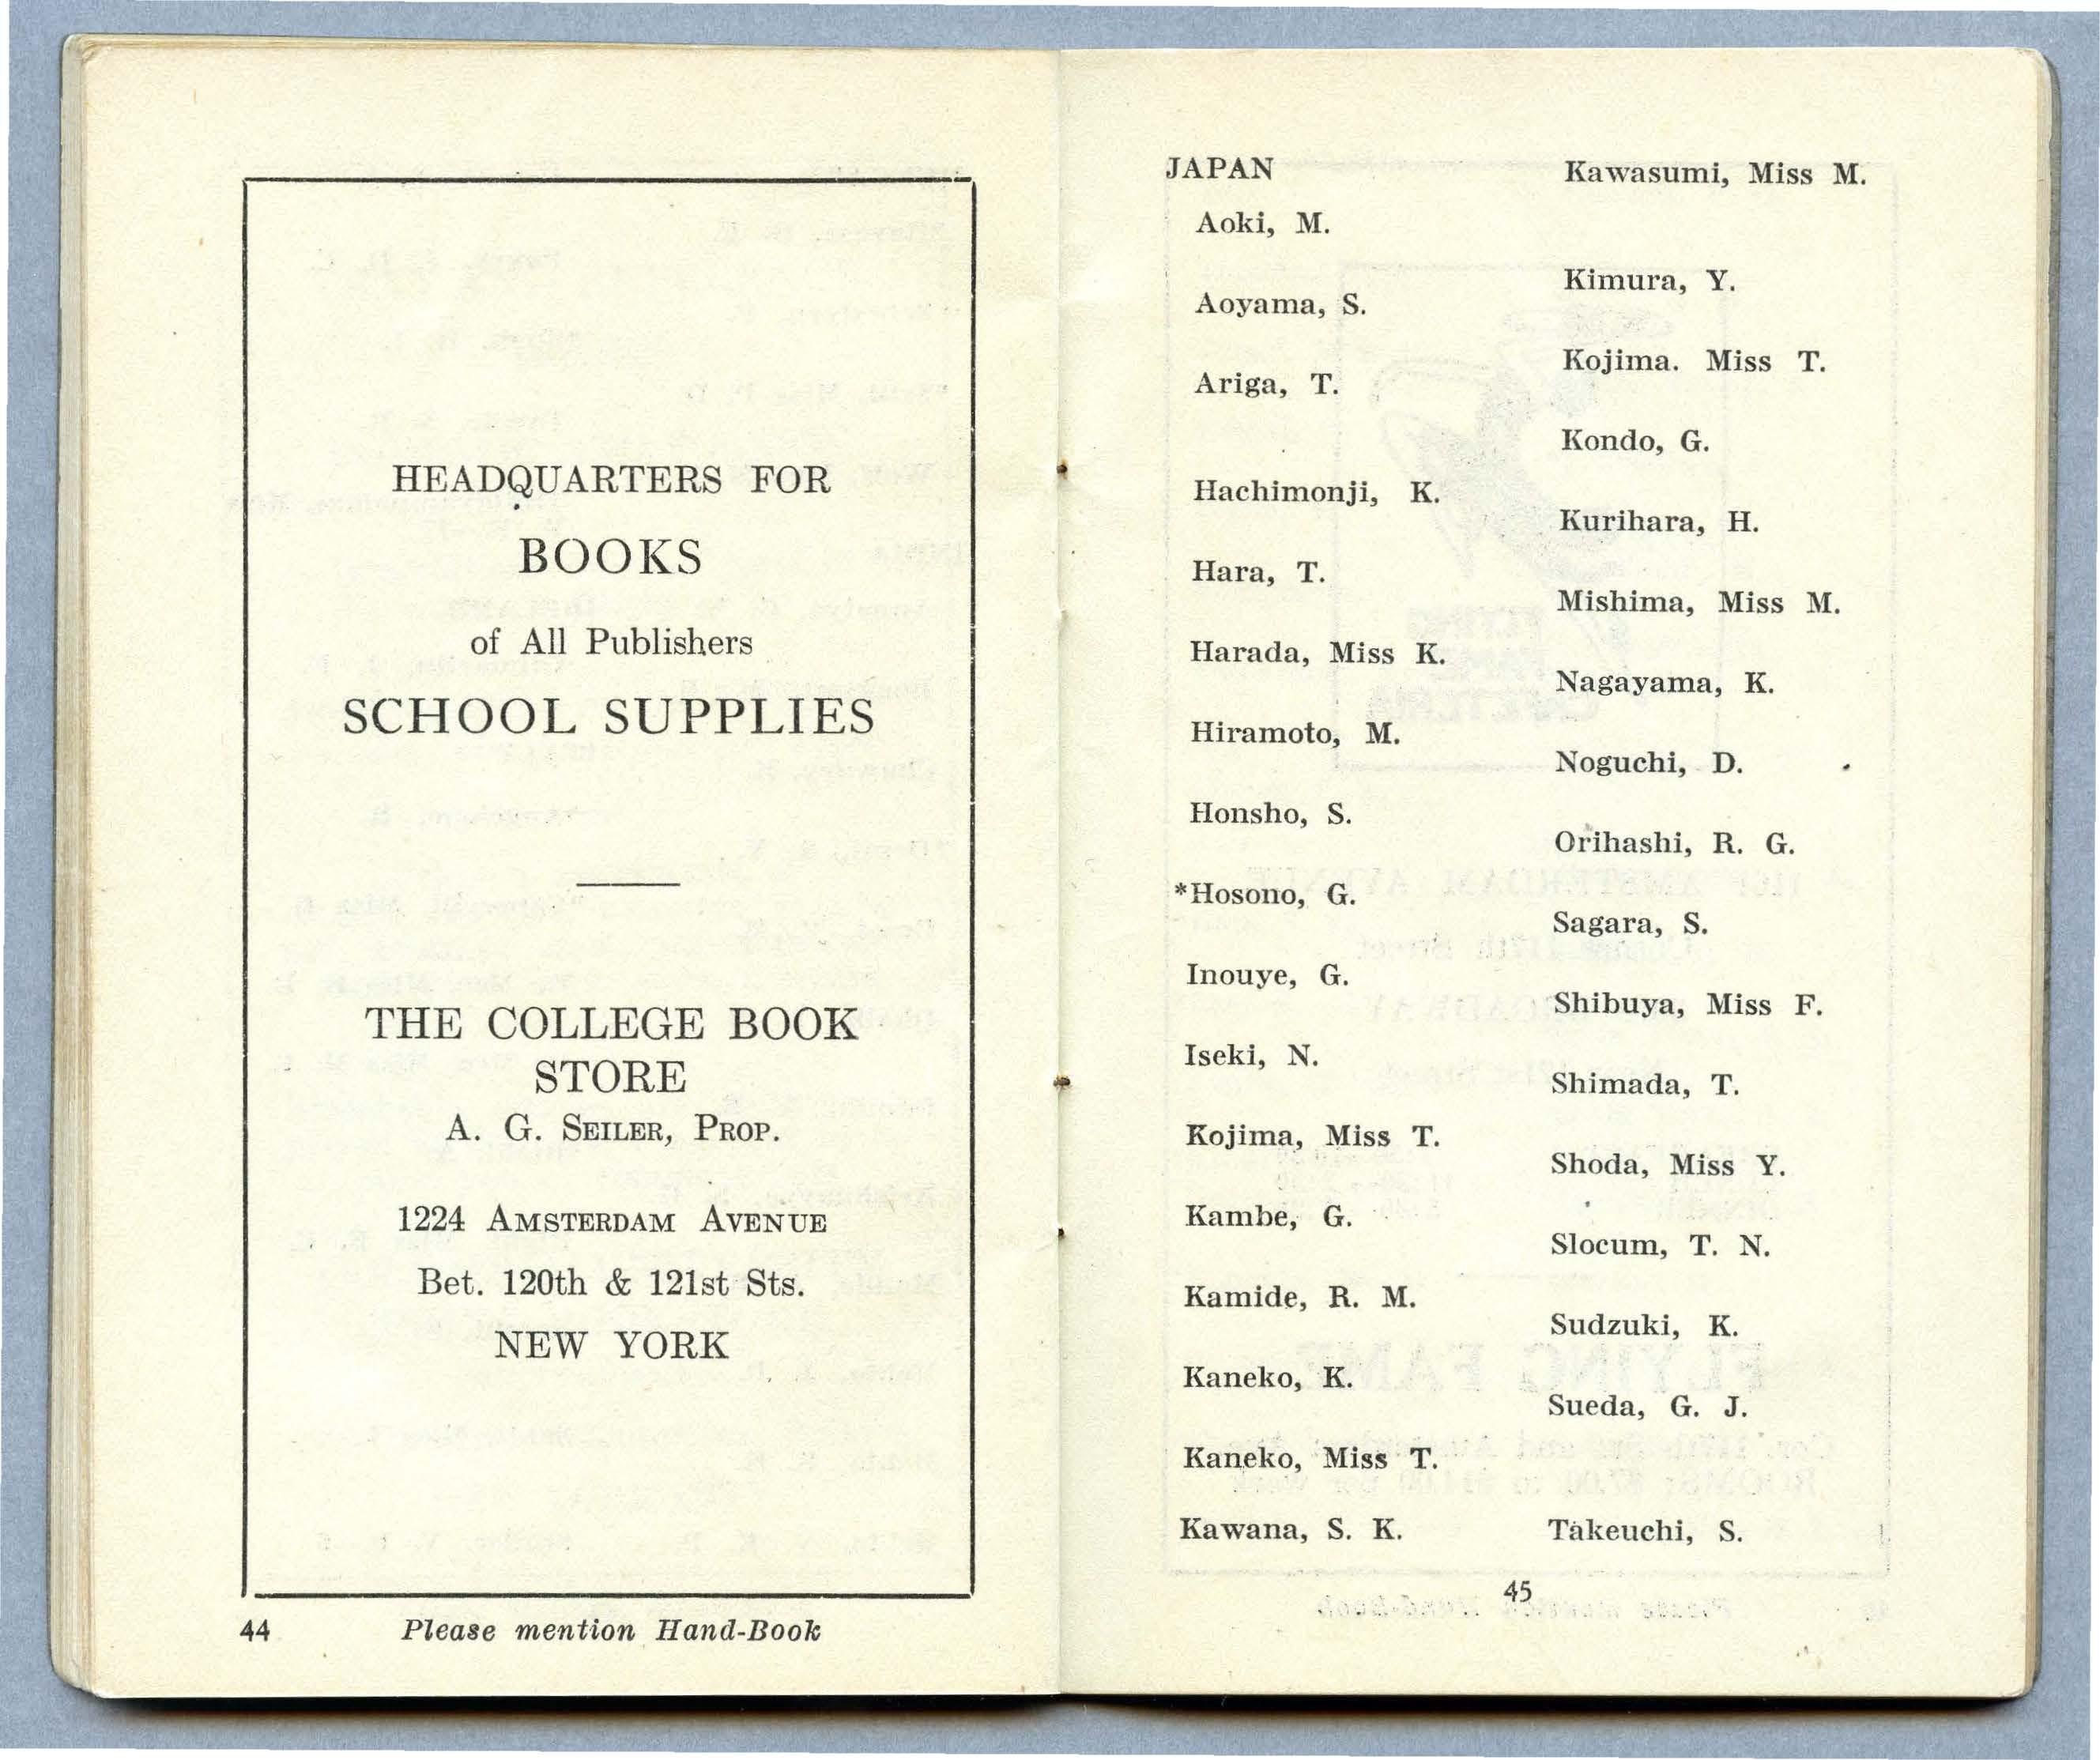 HEADQUARTERS FOR
BOOKS
of All Publishers
SCHOOL SUPPLIES
THE COLLEGE BOOK
STORE
A. G. SEILER, PROP.
1224 AMSTERDAM AVENUE
Bet. 120th & 121st Sts.
NEW YORK
44 Please mention Hand-Book
JAPAN
Aoki, M.
Aoyama, S.
Ariga, T.
Hachimonji, K.
Hara, T.
Harada, Miss K.
Hiramoto, M.
Honsho, S.
*Hosono, G.
Inouye, G.
Iseki, N.
Kojima, Miss T.
Kambe, G.
Kamide, R. M.
Kaneko, K.
Kaneko, Miss T.
Kawana, S. K.
Kawasumi, Miss M.
Kimura, Y.
Kojima. Miss T.
Kondo, G.
Kurihara, H.
Mishima, Miss M.
Nagayama, K.
Noguchi, D.
Orihashi, R. G.
Sagara, S.
Shibuya, Miss F.
Shimada, T.
Shoda, Miss Y.
Slocum, T. N.
Sudzuki, K.
Sueda, G. J.
Takeuchi, S.
45